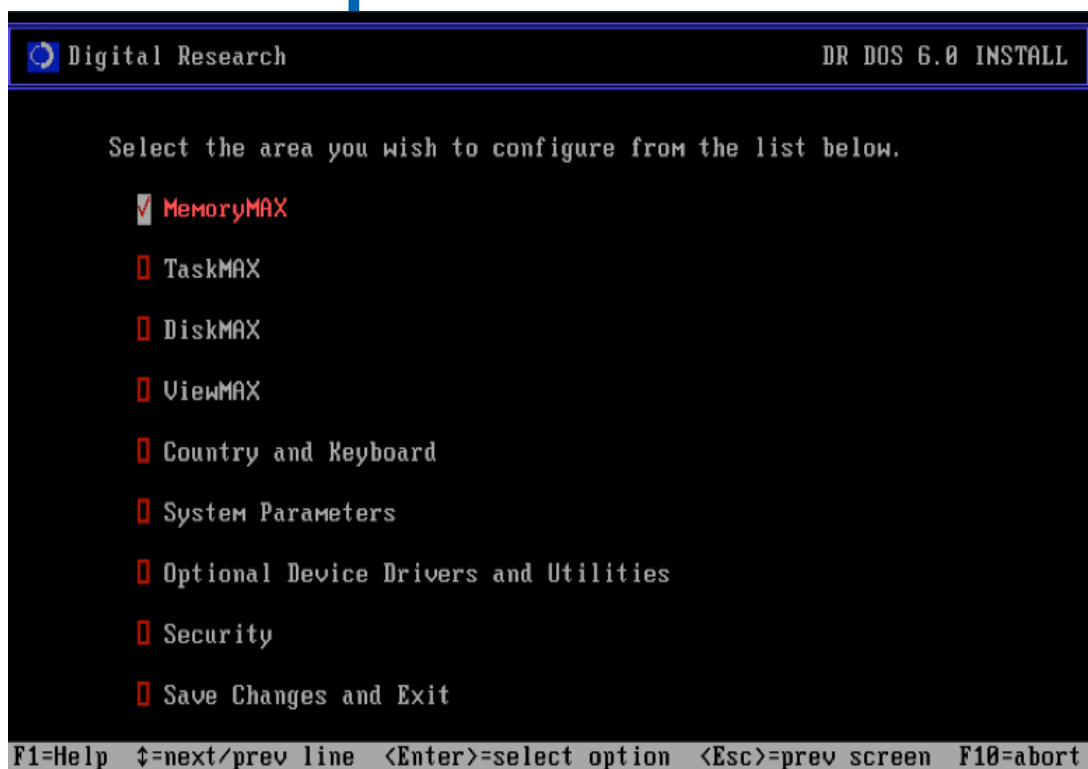 Digital Research DR DOS 6.0 INSTALL
Select the area you wish to configure from the list below.
√ MemoryMAX
TaskMAX
DiskMAX
ViewMAX
Country and Keyboard
System Parameters
Optional Device Drivers and Utilities
Security
Save Changes and Exit
F1=Help ↕=next/prev line <Enter>=select option <Esc>=prev screen F10=abort